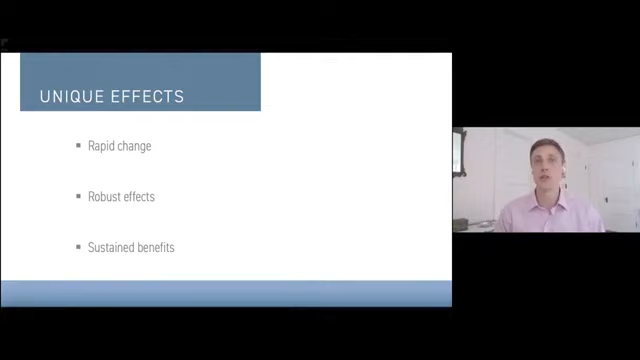 UNIQUE EFFECTS
▪ Rapid change
▪ Robust effects
▪ Sustained benefits